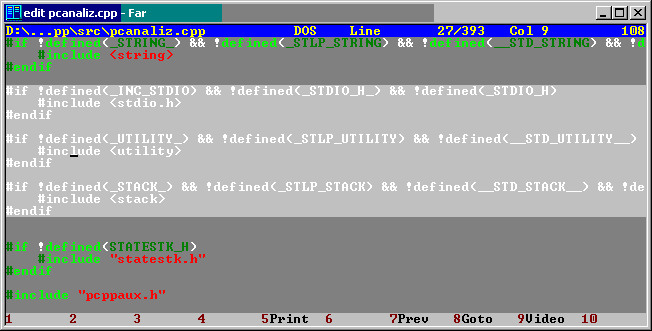 edit pcanaliz.cpp - Far
D:\...pp\src\pcanaliz.cpp DOS Line 27/393 Col 9 108
#if !defined(_STRING_) && !defined(_STLP_STRING) && !defined(__STD_STRING) && !d
#include <string>
#endif
#if !defined(_INC_STDIO) && !defined(_STDIO_H_) && !defined(_STDIO_H)
#include <stdio.h>
#endif
#if !defined(_UTILITY_) && !defined(_STLP_UTILITY) && !defined(__STD_UTILITY__)
#include <utility>
#endif
#if !defined(_STACK_) && !defined(_STLP_STACK) && !defined(__STD_STACK__) && !de
#include <stack>
#endif
#if !defined(STATESTK_H)
#include "statestk.h"
#endif
#include "pcppaux.h"
1 2 3 4 5Print 6 7Prev 8Goto 9Video 10